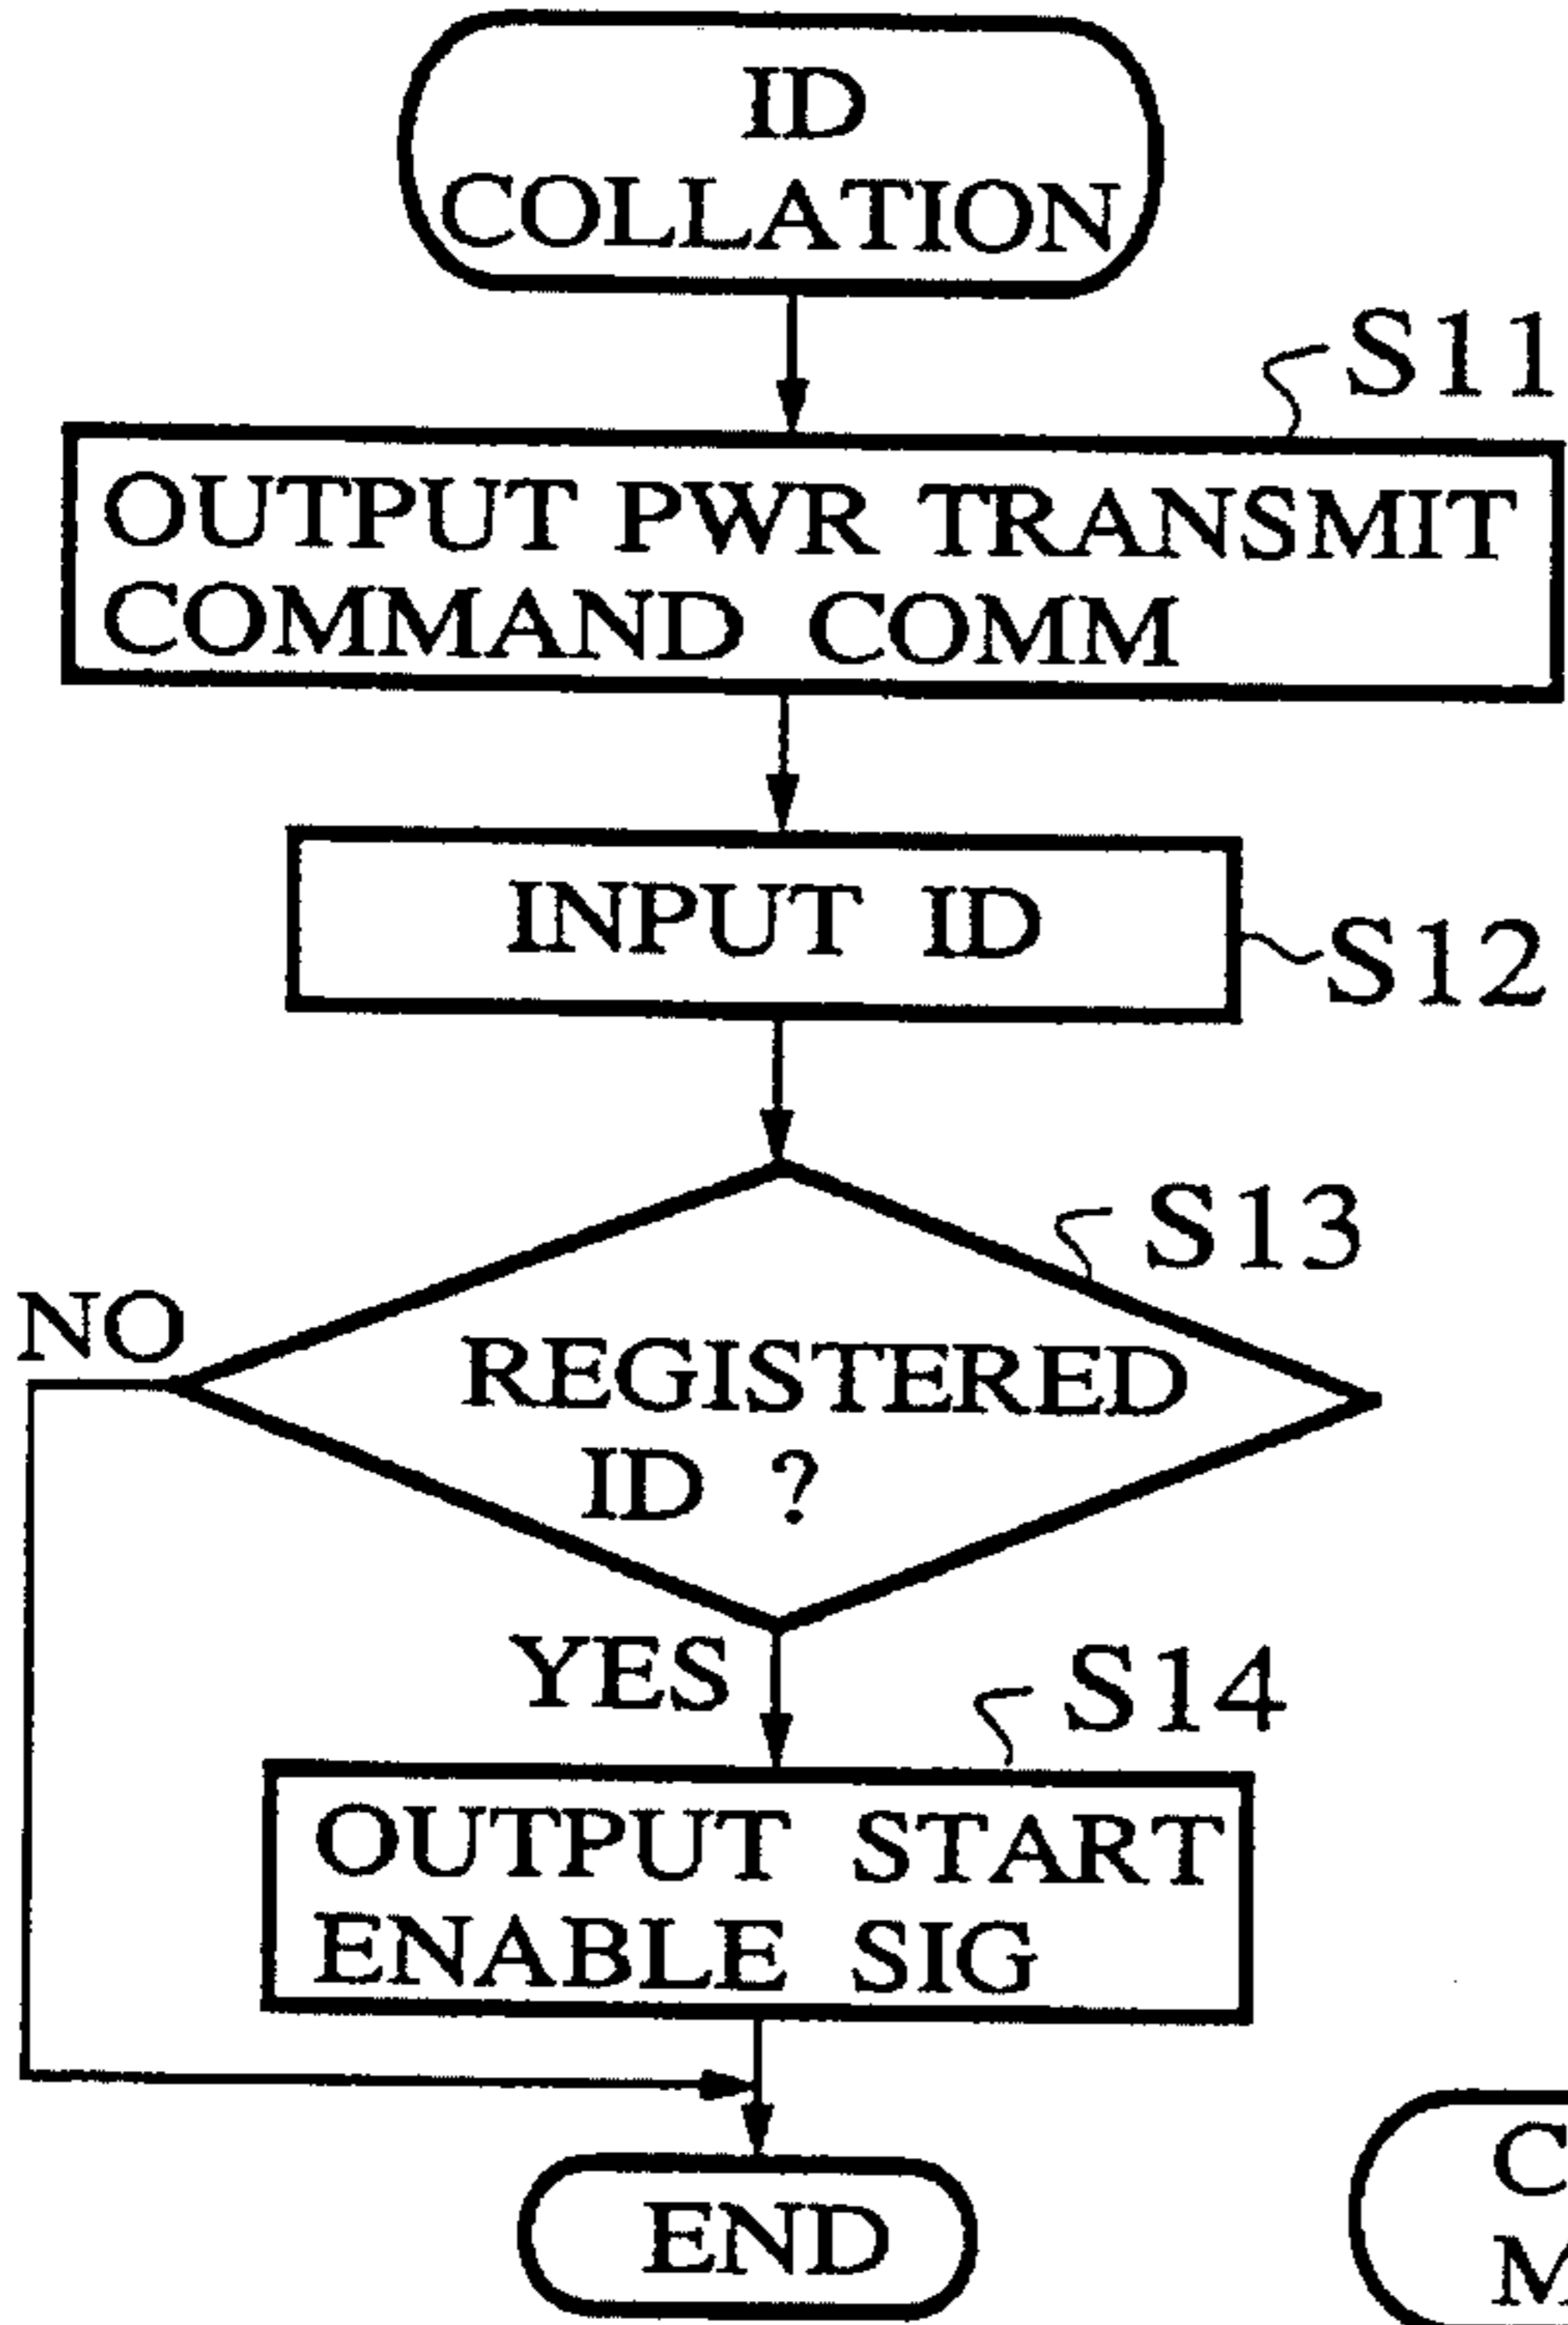 ID
COLLATION
S11
OUTPUT PWR TRANSMIT
COMMAND COMM
INPUT ID
S12
S13
NO
REGISTERED
ID ?
YES
S14
OUTPUT START
ENABLE SIG
END